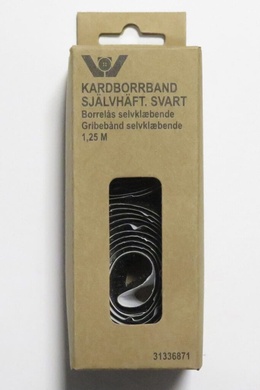 KARDBORRBAND
SJÄLVHÄFT. SVART
Borrelås selvklæbende
Gribebånd selvklæbende
1,25 M
31336871